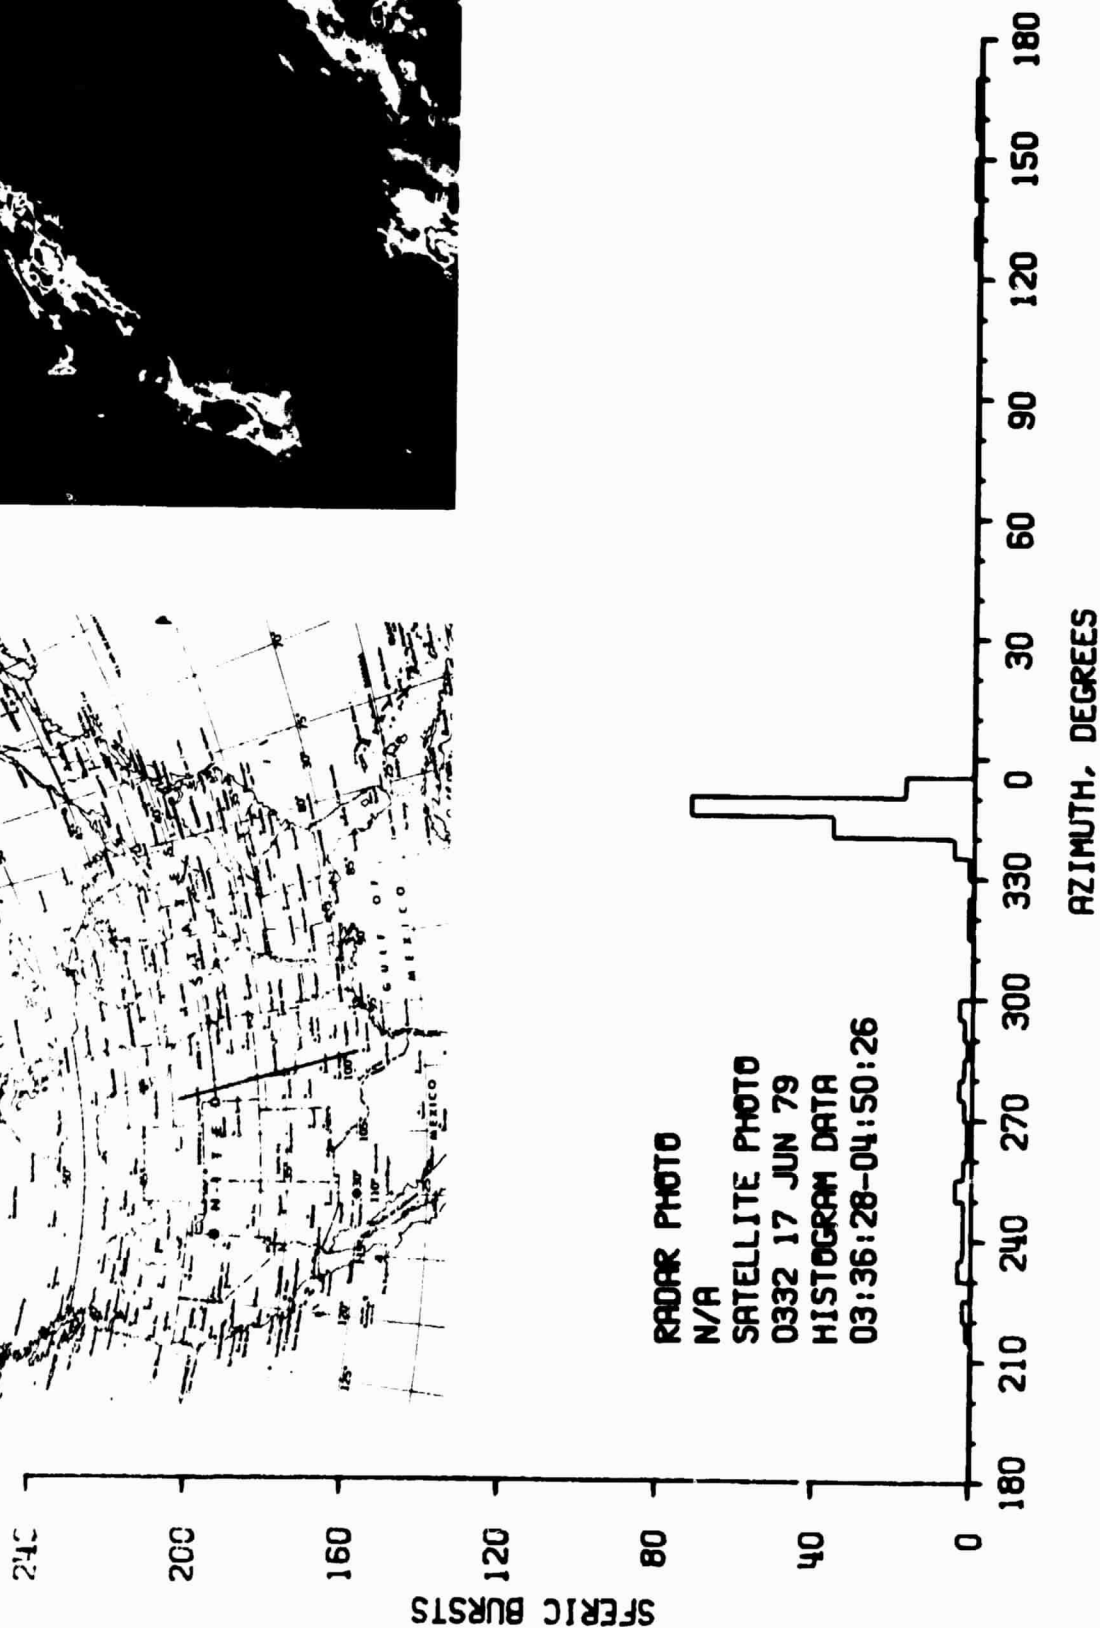 GULF OF
MEXICO
MEXICO
240
200
160
120
80
40
0
SFERIC BURSTS
RADAR PHOTO
N/A
SATELLITE PHOTO
0332 17 JUN 79
HISTOGRAM DATA
03:36:28-04:50:26
180 210 240 270 300 330 0 30 60 90 120 150 180
AZIMUTH, DEGREES